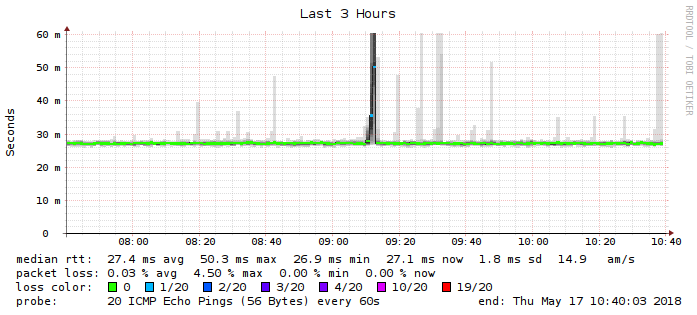 Last 3 Hours
RRDTOOL / TOBI OETIKER
Seconds
60 m
50 m
40 m
30 m
20 m
10 m
0
08:00 08:20 08:40 09:00 09:20 09:40 10:00 10:20 10:40
median rtt: 27.4 ms avg 50.3 ms max 26.9 ms min 27.1 ms now 1.8 ms sd 14.9 am/s
packet loss: 0.03 % avg 4.50 % max 0.00 % min 0.00 % now
loss color: 0 1/20 2/20 3/20 4/20 10/20 19/20
probe: 20 ICMP Echo Pings (56 Bytes) every 60s end: Thu May 17 10:40:03 2018